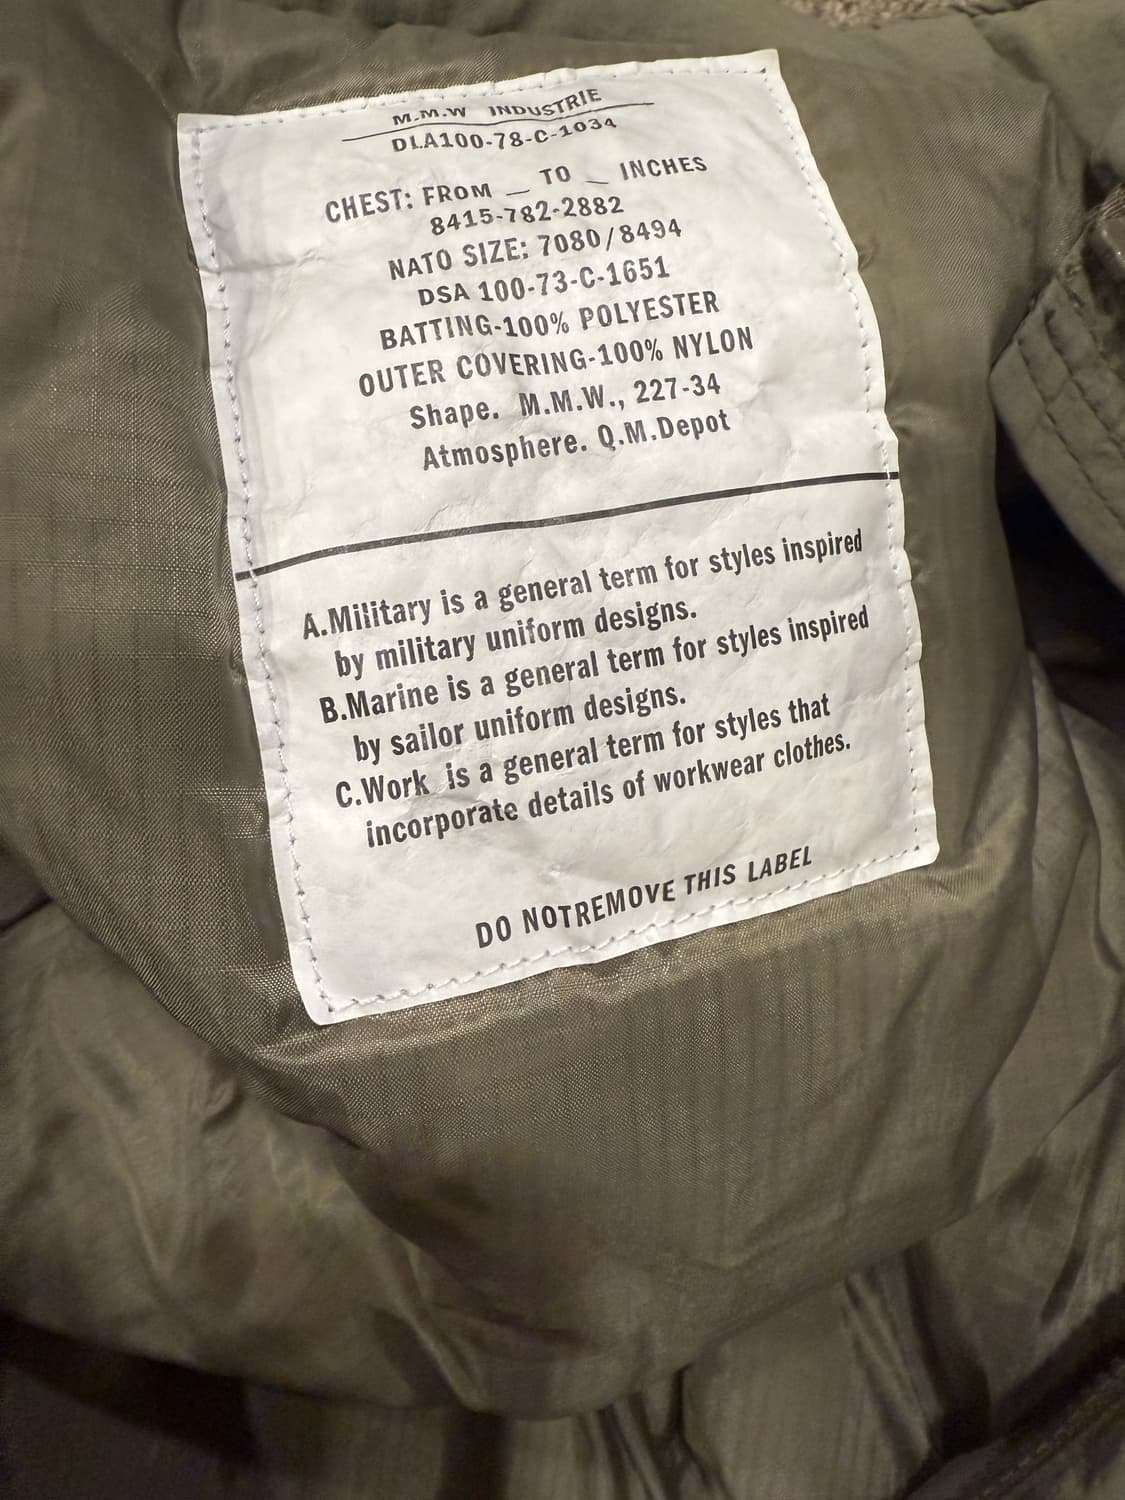 M.M.W INDUSTRIE
DLA100-78-C-1034
CHEST: FROM _ TO _ INCHES
8415-782-2882
NATO SIZE: 7080/8494
DSA 100-73-C-1651
BATTING-100% POLYESTER
OUTER COVERING-100% NYLON
Shape. M.M.W., 227-34
Atmosphere. Q.M.Depot
A.Military is a general term for styles inspired
by military uniform designs.
B.Marine is a general term for styles inspired
by sailor uniform designs.
C.Work is a general term for styles that
incorporate details of workwear clothes.
DO NOTREMOVE THIS LABEL